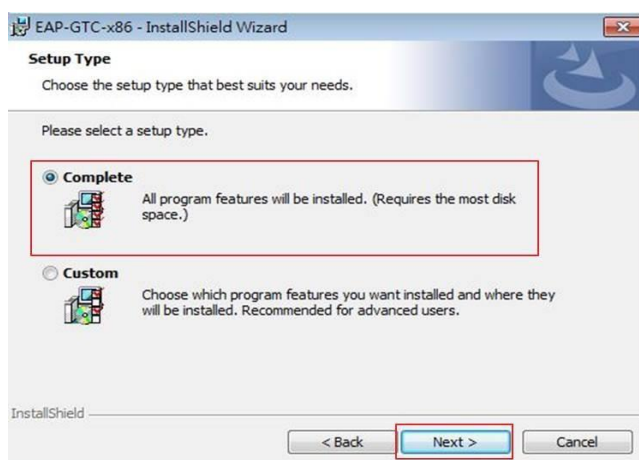 EAP-GTC-x86 - InstallShield Wizard
Setup Type
Choose the setup type that best suits your needs.
Please select a setup type.
Complete
All program features will be installed. (Requires the most disk
space.)
Custom
Choose which program features you want installed and where they
will be installed. Recommended for advanced users.
InstallShield
< Back Next > Cancel